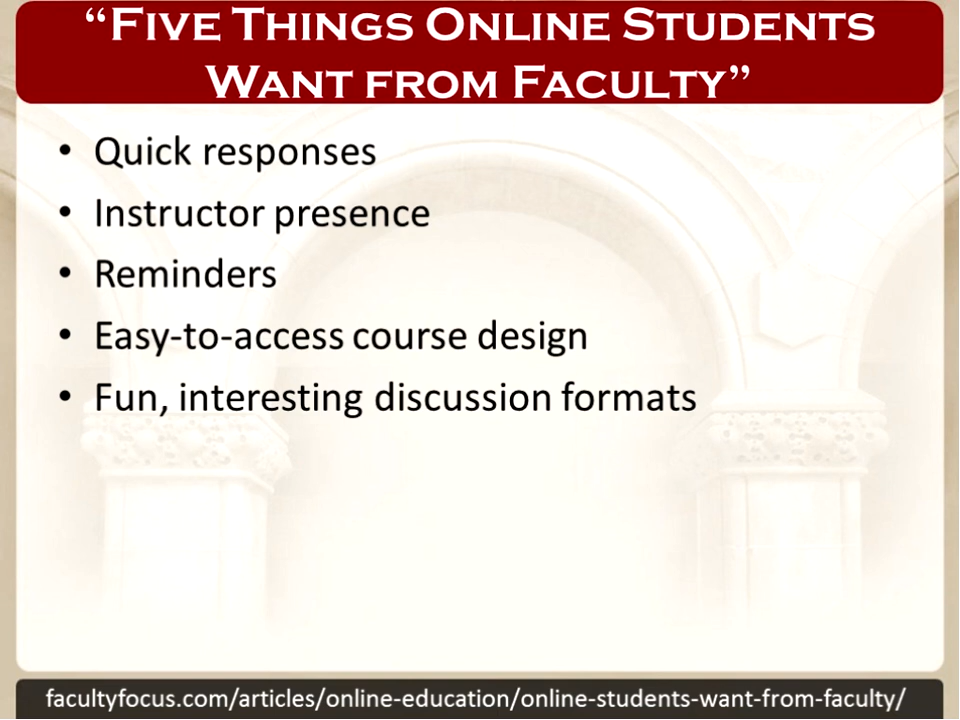 “Five Things Online Students
Want from Faculty”
• Quick responses
• Instructor presence
• Reminders
• Easy-to-access course design
• Fun, interesting discussion formats
facultyfocus.com/articles/online-education/online-students-want-from-faculty/